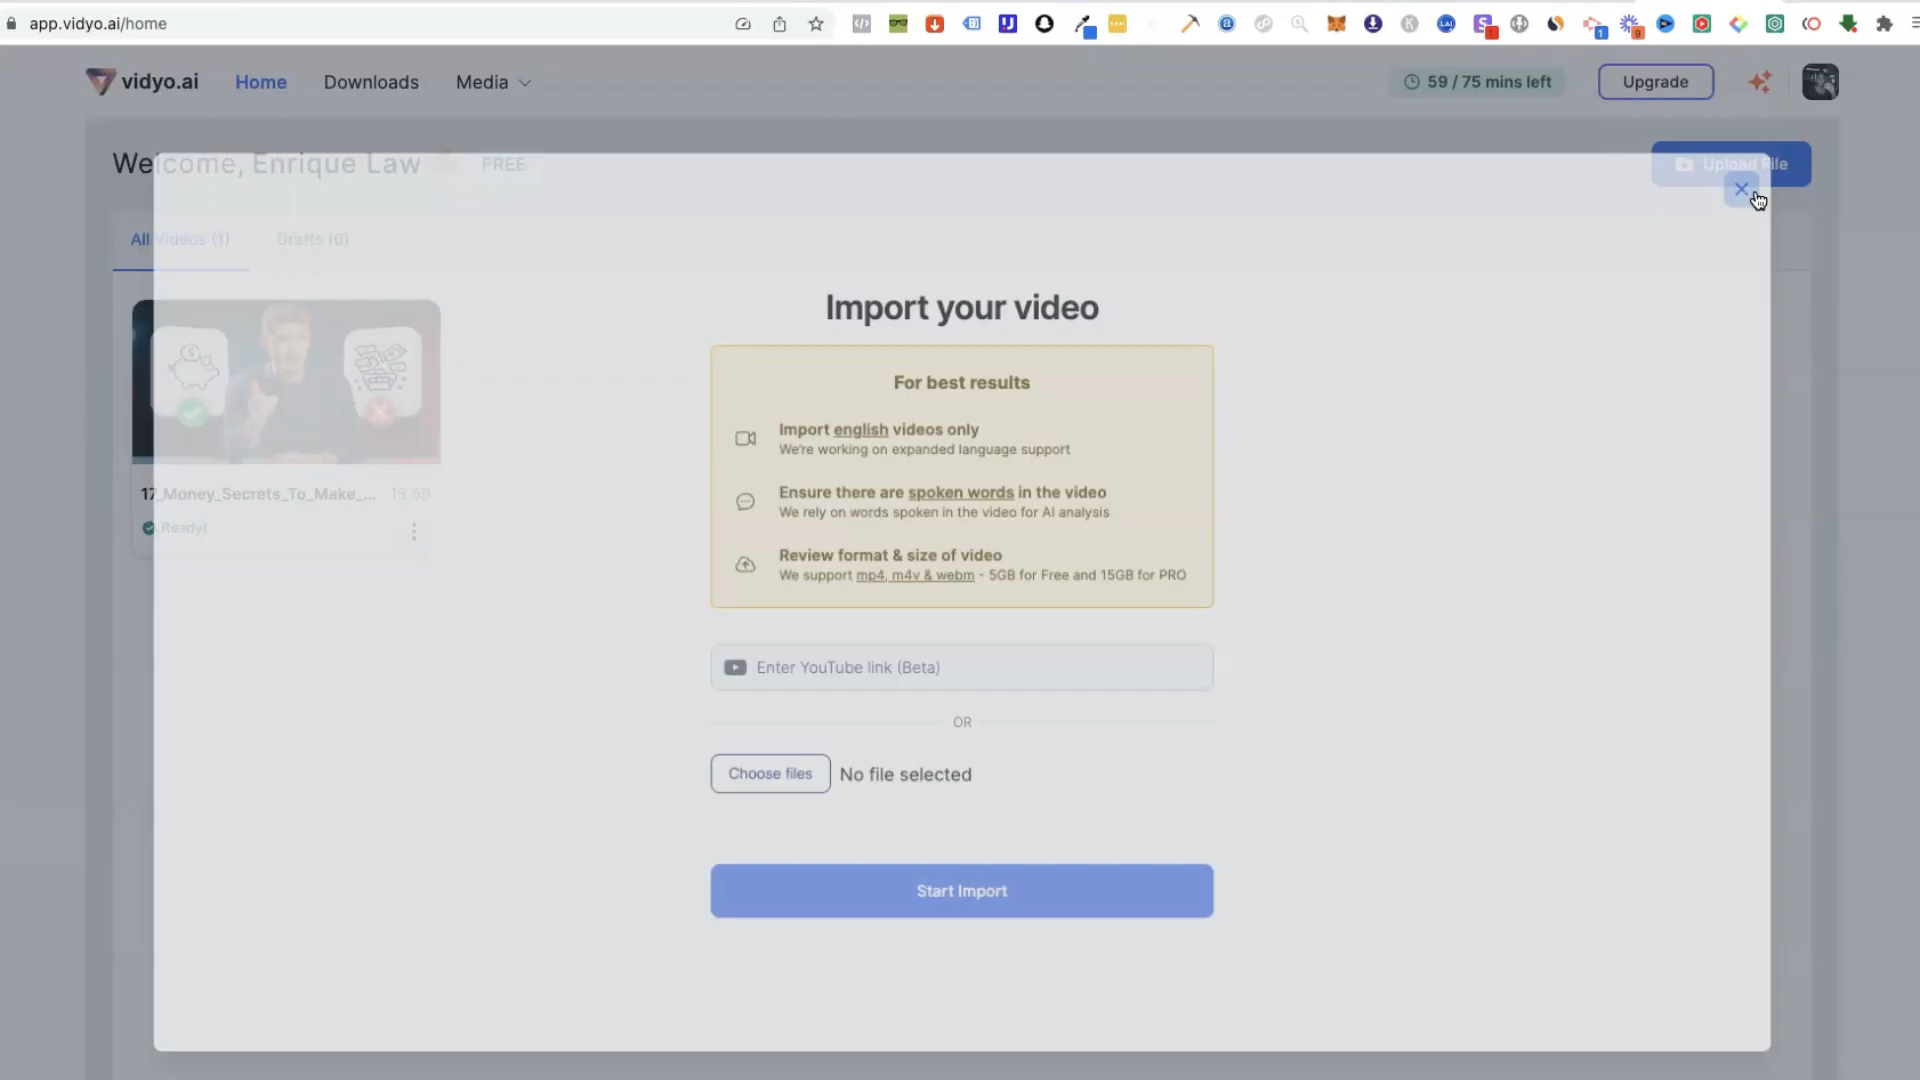 app.vidyo.ai/home
vidyo.ai Home Downloads Media 59 / 75 mins left Upgrade
Welcome, Enrique Law FREE Upload File
All Videos (1) Drafts (0)
Import your video
For best results
Import english videos only
We're working on expanded language support
Ensure there are spoken words in the video
We rely on words spoken in the video for AI analysis
Review format & size of video
We support mp4, m4v & webm - 5GB for Free and 15GB for PRO
17_Money_Secrets_To_Make_... 15:59
Ready!
Enter YouTube link (Beta)
OR
Choose files No file selected
Start Import